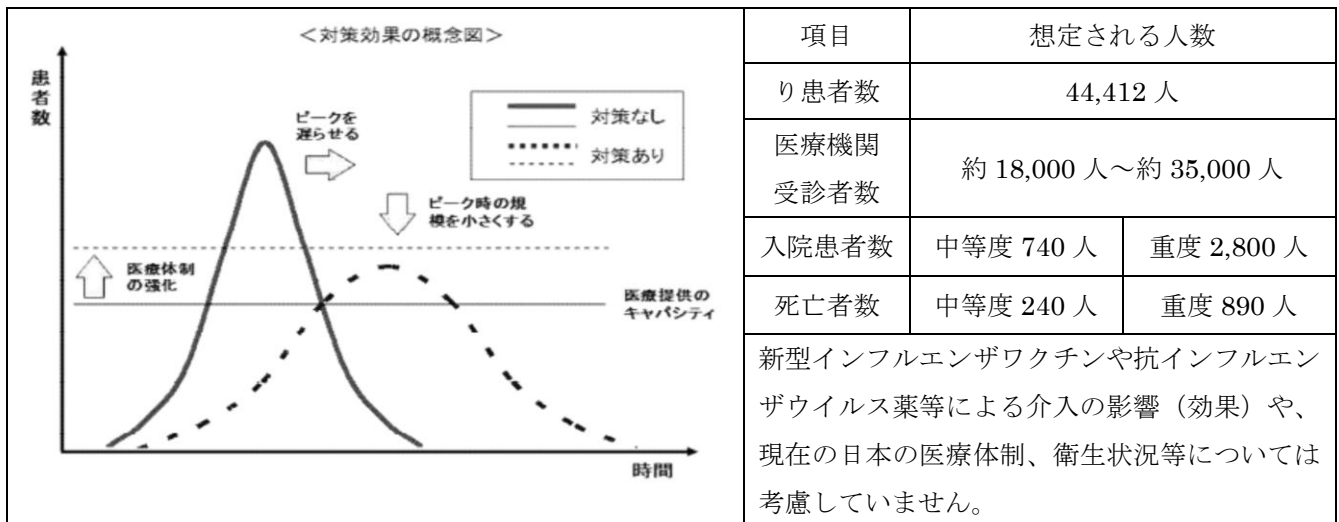 ＜対策効果の概念図＞
患者数
ピークを
遅らせる
対策なし
対策あり
ピーク時の規
模を小さくする
医療体制
の強化
医療提供の
キャパシティ
時間
項目
想定される人数
り患者数
44,412 人
医療機関
受診者数
約 18,000 人～約 35,000 人
入院患者数
中等度 740 人
重度 2,800 人
死亡者数
中等度 240 人
重度 890 人
新型インフルエンザワクチンや抗インフルエン
ザウイルス薬等による介入の影響（効果）や、
現在の日本の医療体制、衛生状況等については
考慮していません。